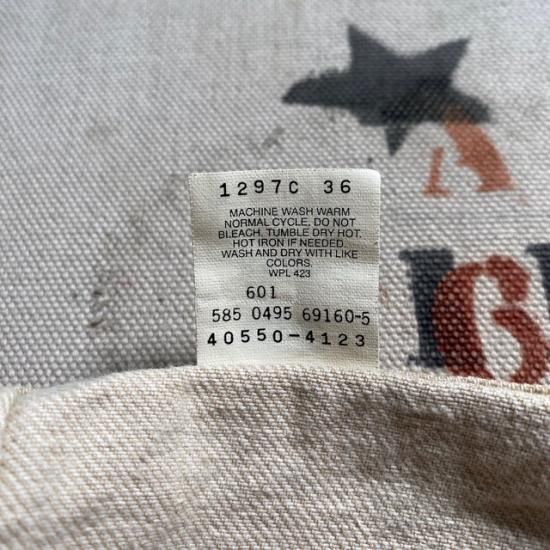 A
16
1297C 36
MACHINE WASH WARM
NORMAL CYCLE. DO NOT
BLEACH. TUMBLE DRY HOT.
HOT IRON IF NEEDED.
WASH AND DRY WITH LIKE
COLORS.
WPL 423
601
585 0495 69160-5
40550-4123